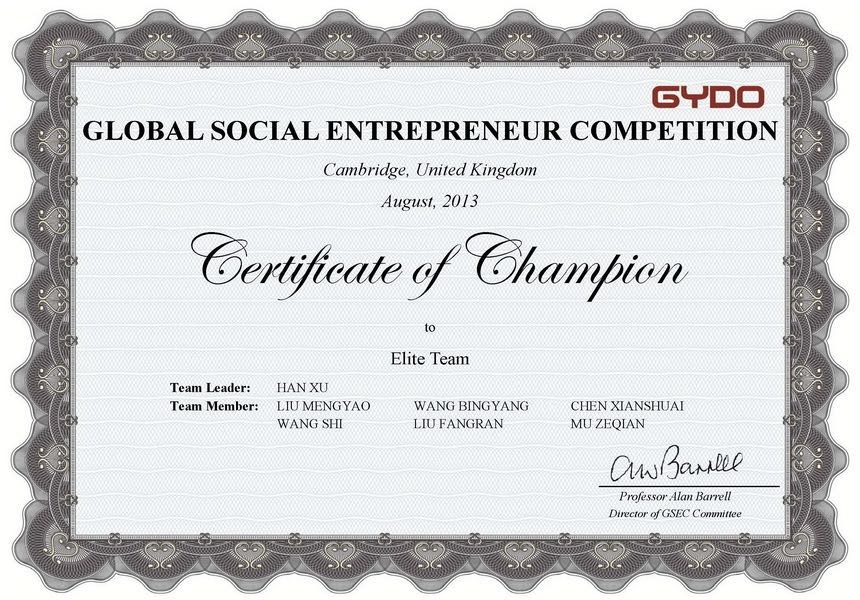 GYDO
GLOBAL SOCIAL ENTREPRENEUR COMPETITION
Cambridge, United Kingdom
August, 2013
Certificate of Champion
to
Elite Team
Team Leader: HAN XU
Team Member: LIU MENGYAO WANG BINGYANG CHEN XIANSHUAI
WANG SHI LIU FANGRAN MU ZEQIAN
Alan Barrell
Professor Alan Barrell
Director of GSEC Committee